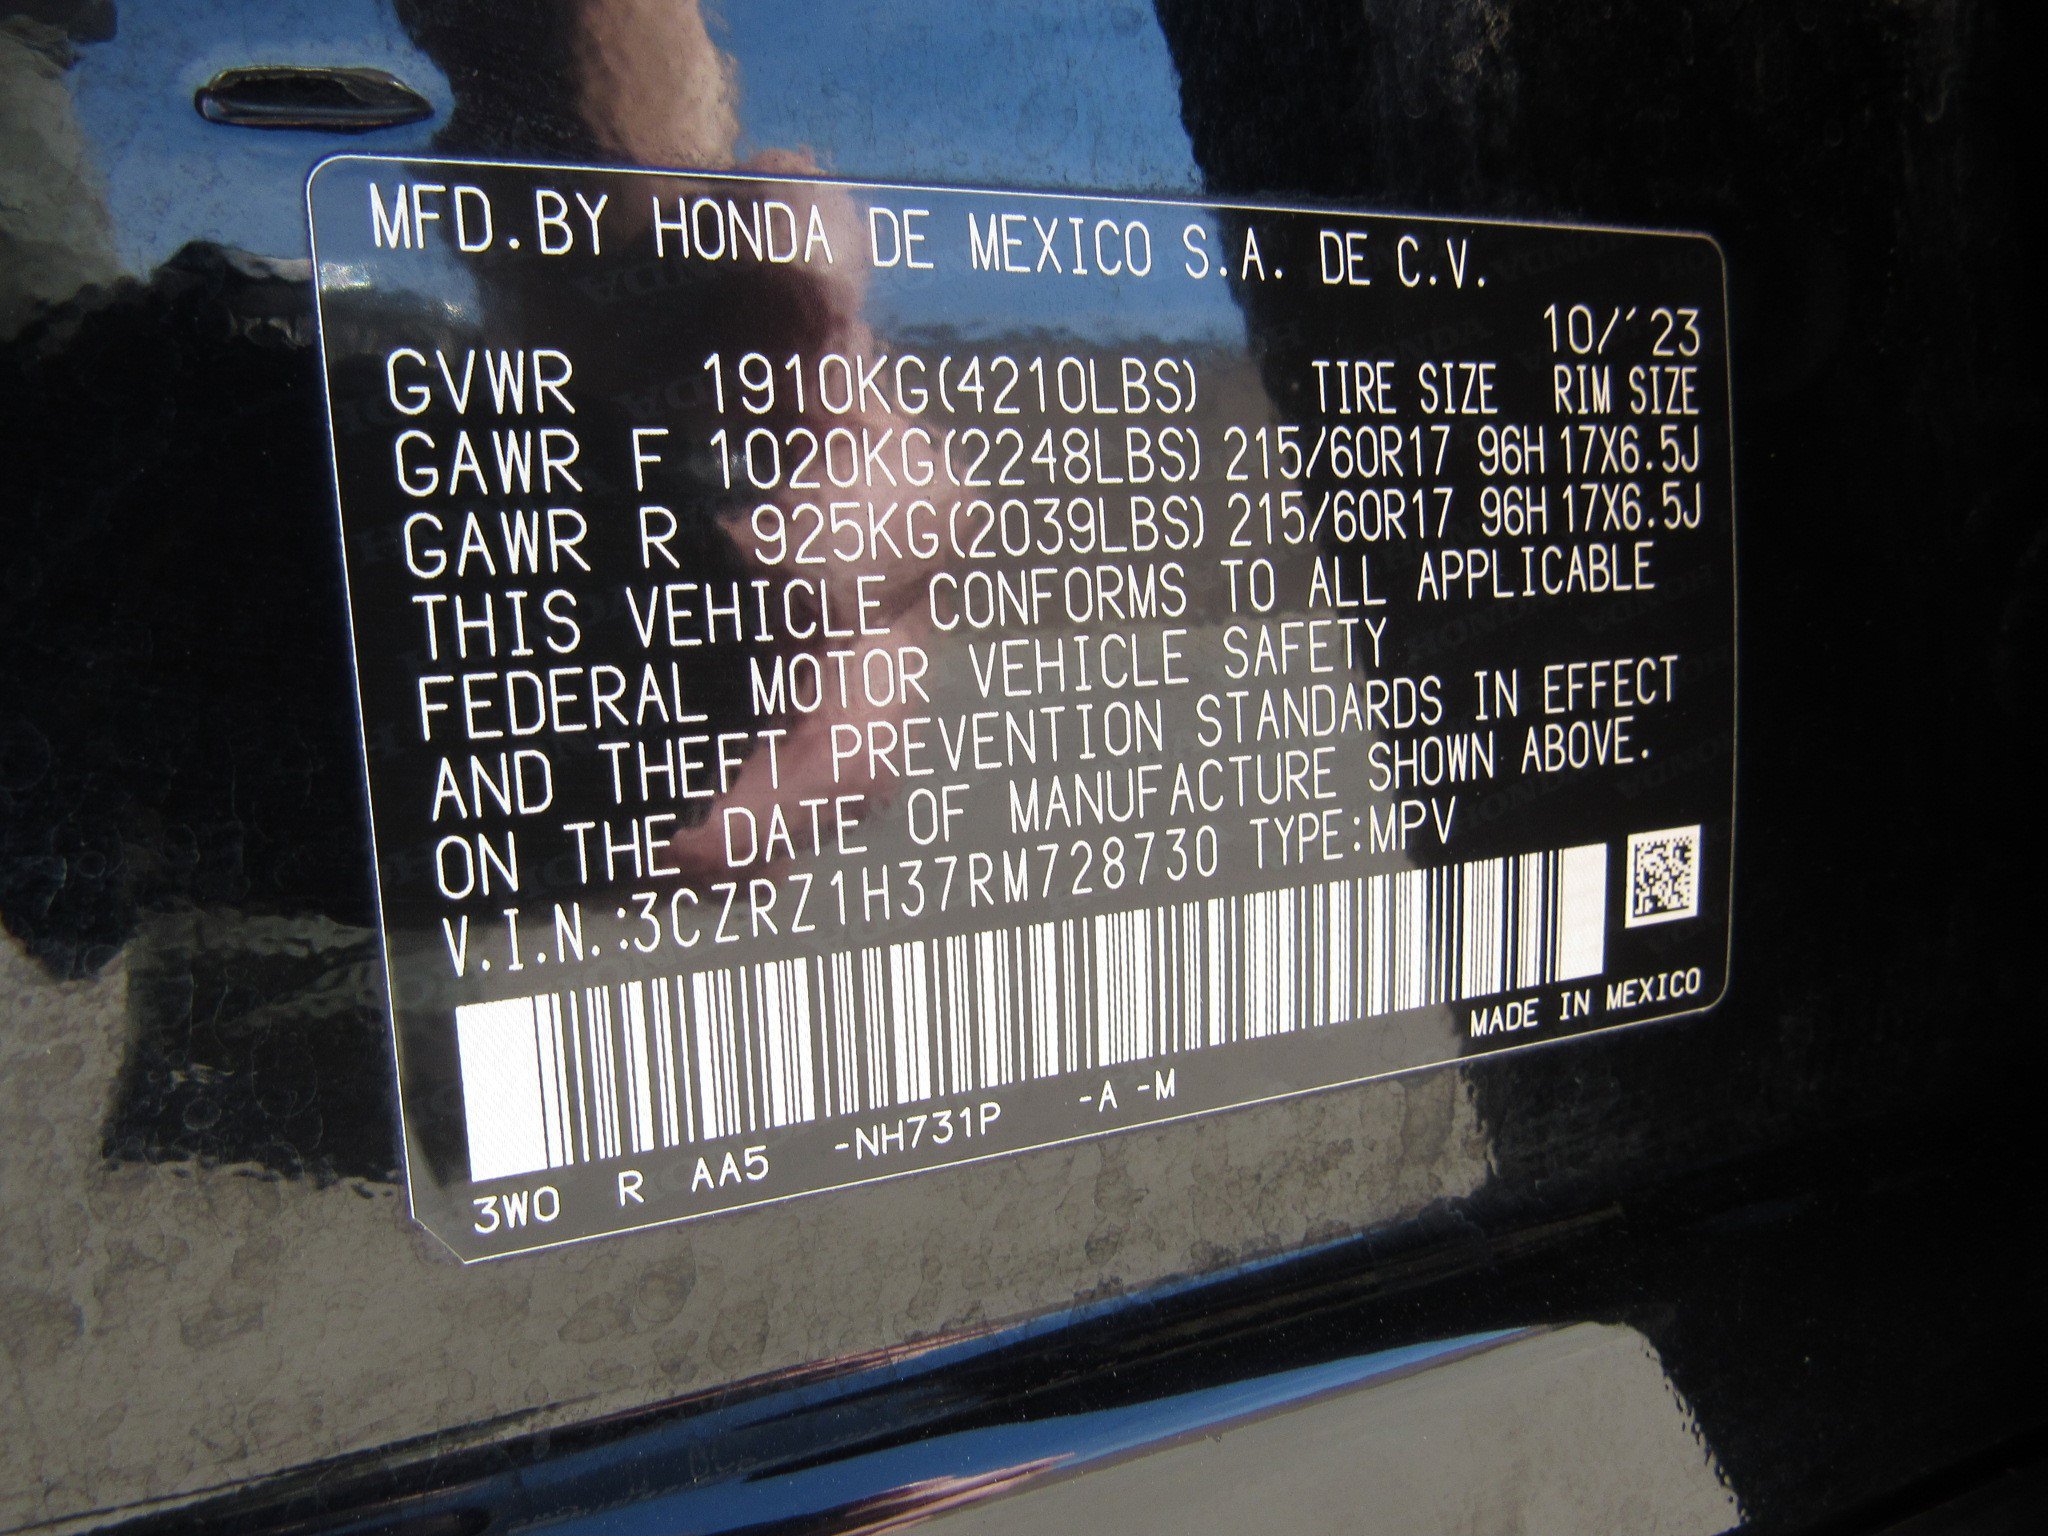 MFD.BY HONDA DE MEXICO S.A. DE C.V.
10/'23
GVWR 1910KG(4210LBS) TIRE SIZE RIM SIZE
GAWR F 1020KG(2248LBS) 215/60R17 96H 17X6.5J
GAWR R 925KG(2039LBS) 215/60R17 96H 17X6.5J
THIS VEHICLE CONFORMS TO ALL APPLICABLE
FEDERAL MOTOR VEHICLE SAFETY
AND THEFT PREVENTION STANDARDS IN EFFECT
ON THE DATE OF MANUFACTURE SHOWN ABOVE.
V.I.N.:3CZRZ1H37RM728730 TYPE:MPV
MADE IN MEXICO
3W0 R AA5 -NH731P -A -M